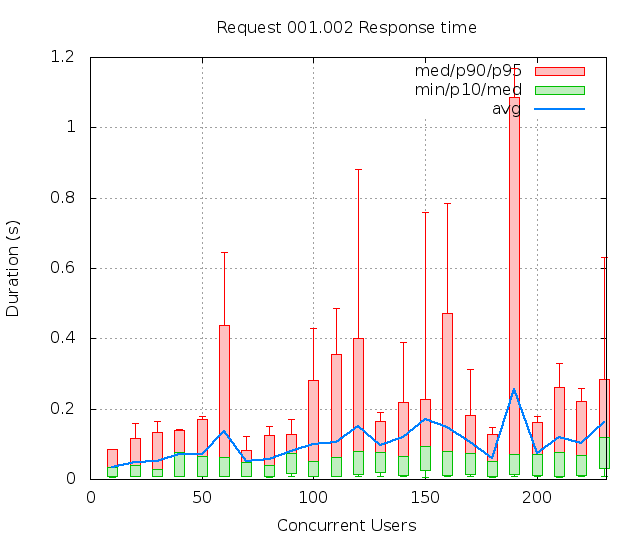 Request 001.002 Response time
1.2
1
0.8
0.6
0.4
0.2
0
Duration (s)
med/p90/p95
min/p10/med
avg
0 50 100 150 200
Concurrent Users